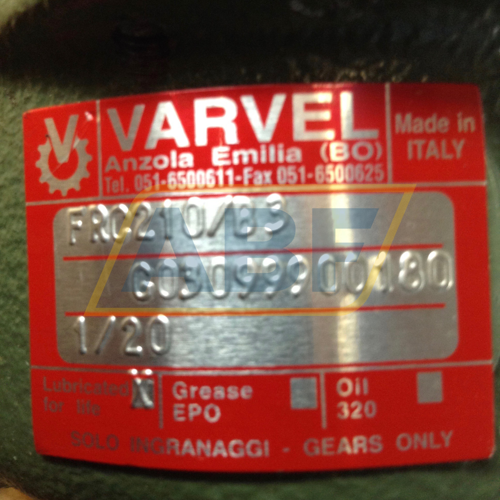 VARVEL
Made in
ITALY
Anzola Emilia (BO)
Tel. 051-6500611-Fax 051-6500625
FRC210/B3
1/20
Lubricated X Grease Oil
for life EPO 320
SOLO INGRANAGGI - GEARS ONLY